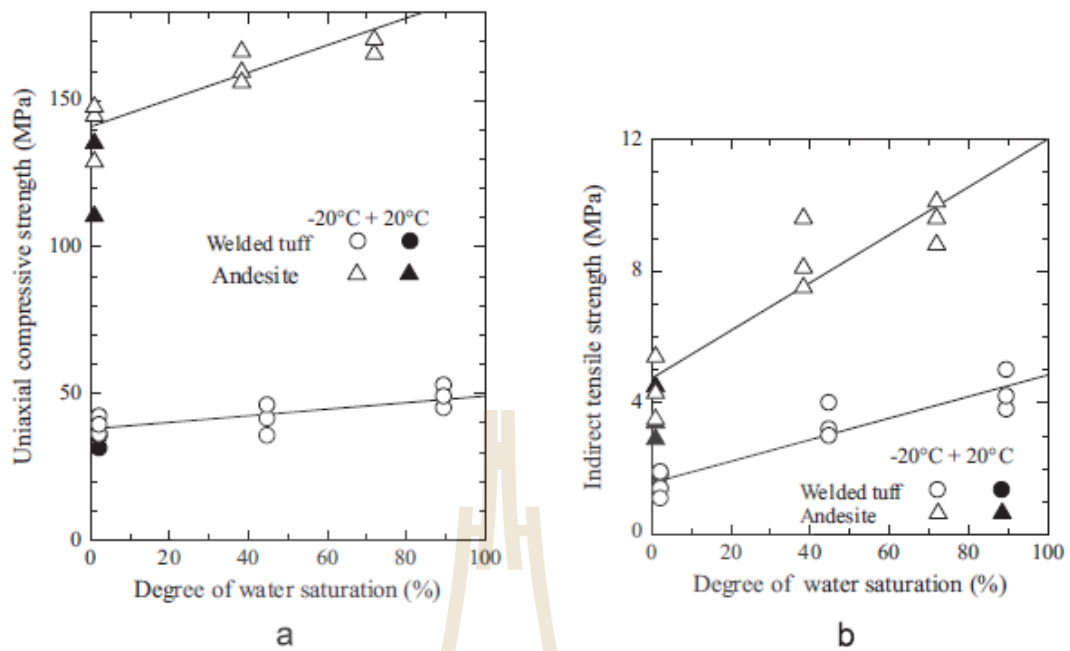 Uniaxial compressive strength (MPa)
150
100
50
0
-20°C + 20°C
Welded tuff
Andesite
0 20 40 60 80 100
Degree of water saturation (%)
a
Indirect tensile strength (MPa)
12
8
4
0
-20°C + 20°C
Welded tuff
Andesite
0 20 40 60 80 100
Degree of water saturation (%)
b